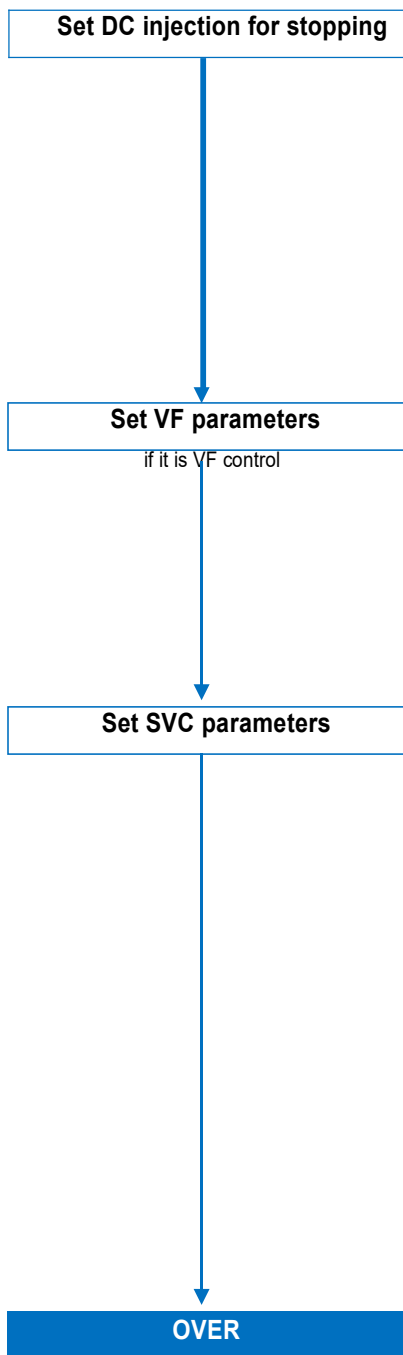 Set DC injection for stopping
Set VF parameters
if it is VF control
Set SVC parameters
OVER